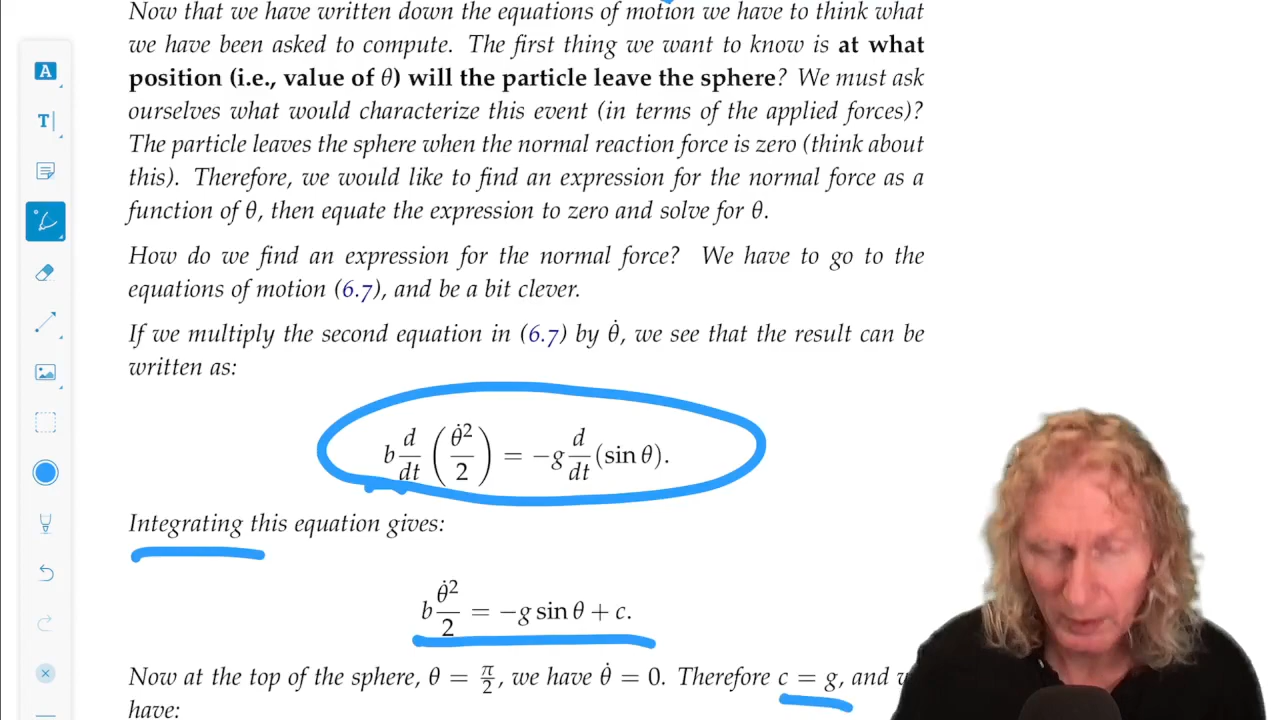 Now that we have written down the equations of motion we have to think what
we have been asked to compute. The first thing we want to know is at what
position (i.e., value of θ) will the particle leave the sphere? We must ask
ourselves what would characterize this event (in terms of the applied forces)?
The particle leaves the sphere when the normal reaction force is zero (think about
this). Therefore, we would like to find an expression for the normal force as a
function of θ, then equate the expression to zero and solve for θ.
How do we find an expression for the normal force? We have to go to the
equations of motion (6.7), and be a bit clever.
If we multiply the second equation in (6.7) by θ̇, we see that the result can be
written as:
b d/dt (θ̇²/2) = −g d/dt (sin θ).
Integrating this equation gives:
b θ̇²/2 = −g sin θ + c.
Now at the top of the sphere, θ = π/2, we have θ̇ = 0. Therefore c = g, and
have:
A
T